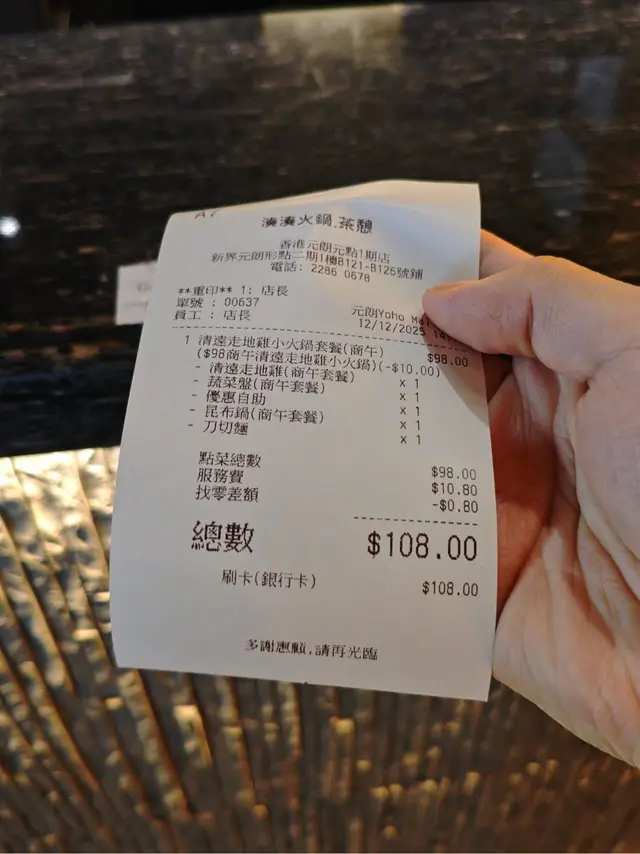 A7
湊湊火鍋.茶憩
香港元朗元點1期店
新界元朗形點二期1樓B121-B126號鋪
電話: 2286 0678
**重印** 1: 店長
單號 : 00637
元朗Yoho
員工 : 店長
12/12/2025
1 清遠走地雞小火鍋套餐(商午) $98.00
($98商午清遠走地雞小火鍋)(-$10.00)
- 清遠走地雞(商午套餐) x 1
- 蔬菜盤(商午套餐) x 1
- 優惠自助 x 1
- 昆布鍋(商午套餐) x 1
- 刀切麵 x 1
點菜總數 $98.00
服務費 $10.80
找零差額 -$0.80
總數 $108.00
刷卡(銀行卡) $108.00
多謝惠顧,請再光臨